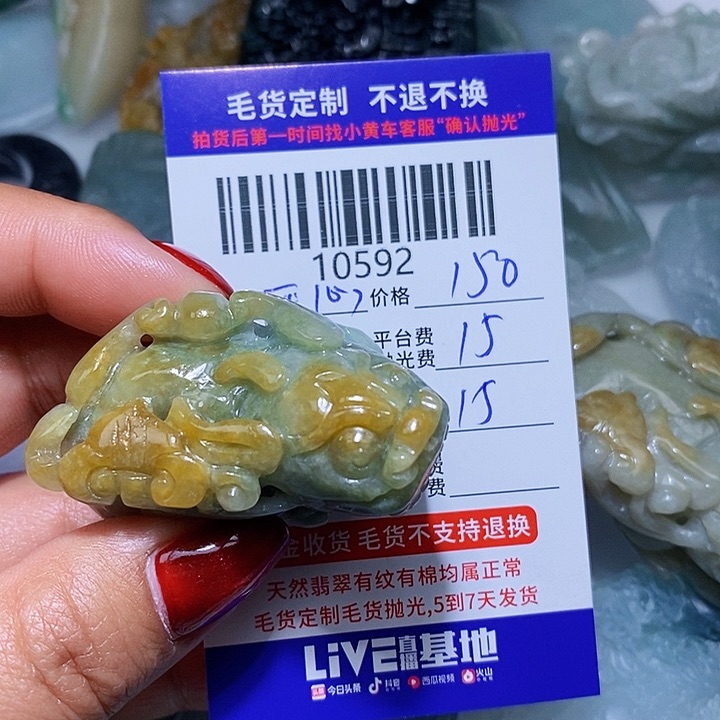 毛货定制 不退不换
拍货后第一时间找小黄车客服“确认抛光”
10592
价格 150
平台费 15
光费
15
费
金收货 毛货不支持退换
天然翡翠有纹有棉均属正常
毛货定制毛货抛光,5到7天发货
LiVE直播基地
今日头条 抖音 西瓜视频 火山